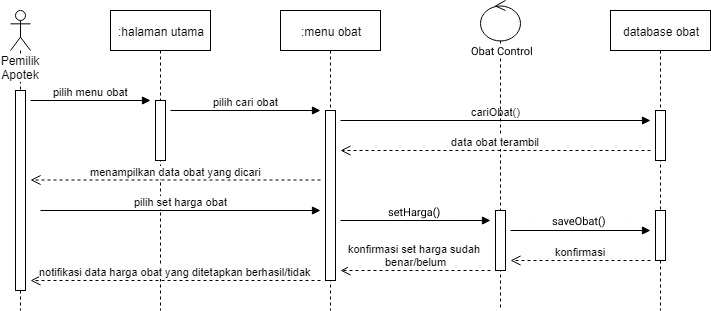 :halaman utama
:menu obat
Obat Control
database obat
Pemilik
Apotek
pilih menu obat
pilih cari obat
cariObat()
data obat terambil
menampilkan data obat yang dicari
pilih set harga obat
setHarga()
saveObat()
konfirmasi set harga sudah
benar/belum
konfirmasi
notifikasi data harga obat yang ditetapkan berhasil/tidak